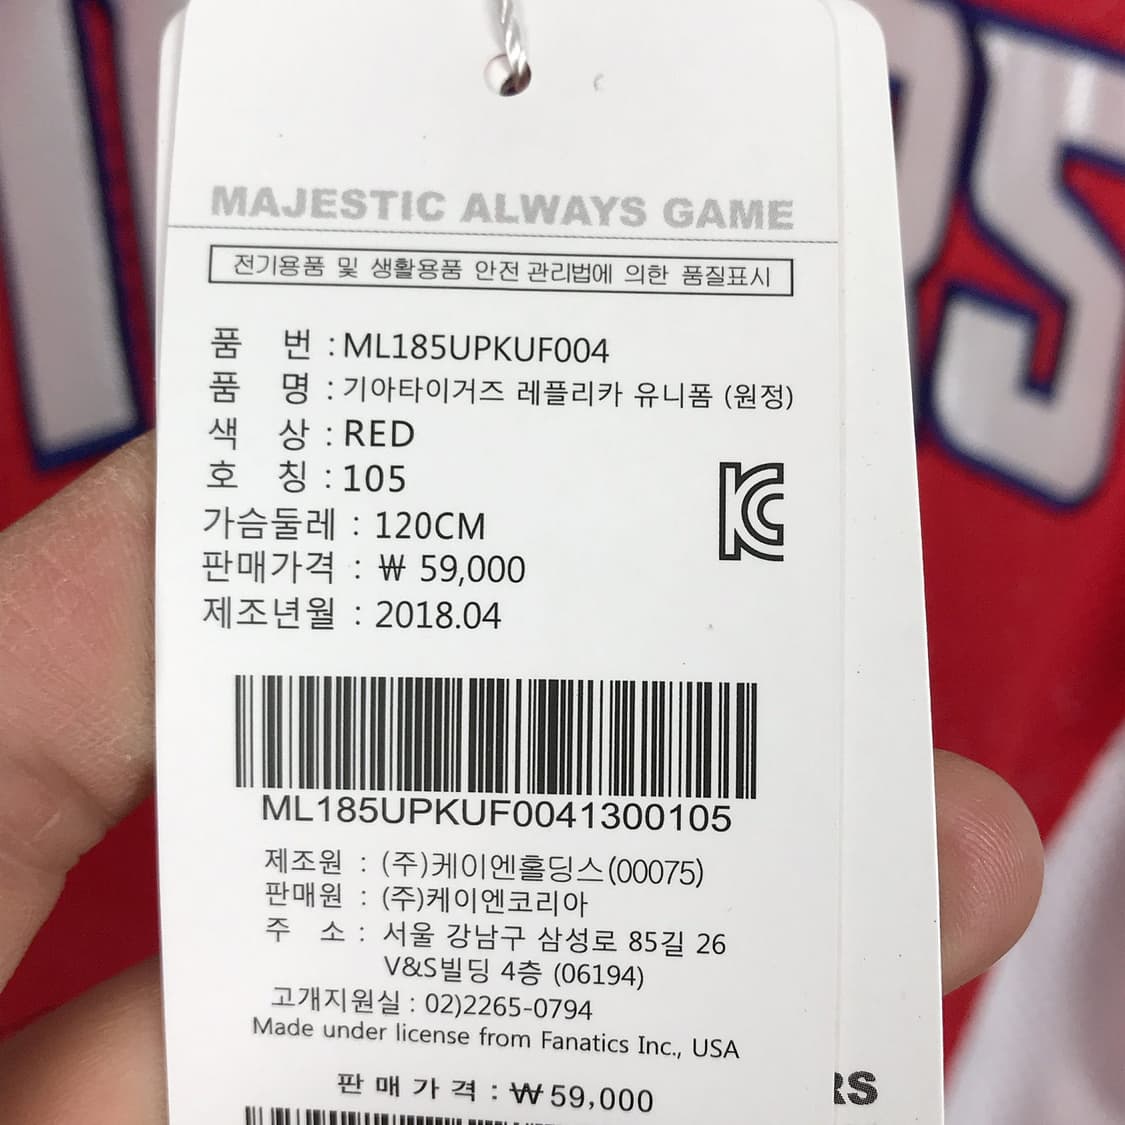 MAJESTIC ALWAYS GAME
전기용품 및 생활용품 안전 관리법에 의한 품질표시
품 번 : ML185UPKUF004
품 명 : 기아타이거즈 레플리카 유니폼 (원정)
색 상 : RED
호 칭 : 105
KC
가슴둘레 : 120CM
판매가격 : ₩ 59,000
제조년월 : 2018.04
ML185UPKUF0041300105
제조원 : (주)케이엔홀딩스(00075)
판매원 : (주)케이엔코리아
주 소 : 서울 강남구 삼성로 85길 26
V&S빌딩 4층 (06194)
고개지원실 : 02)2265-0794
Made under license from Fanatics Inc., USA
판 매 가 격 : ₩ 59,000
RS